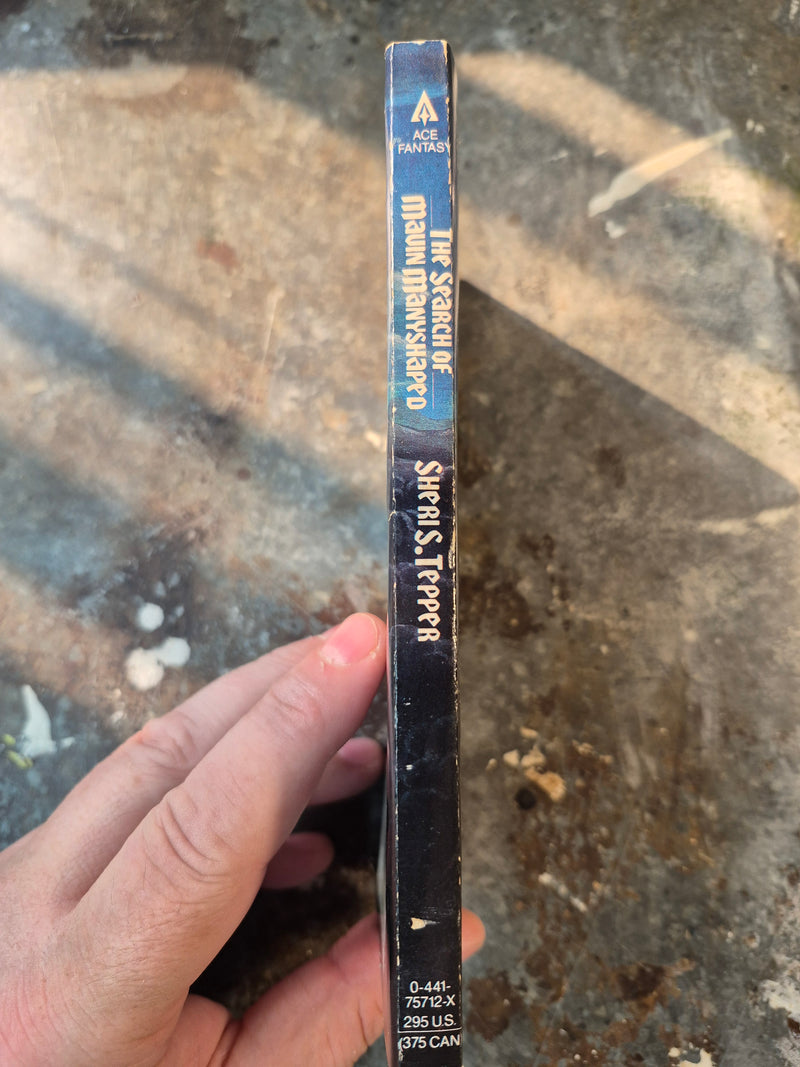 ACE
FANTASY
The Search of
Mavin Manyshaped
Sheri S. Tepper
0-441-
75712-X
295 U.S.
(375 CAN